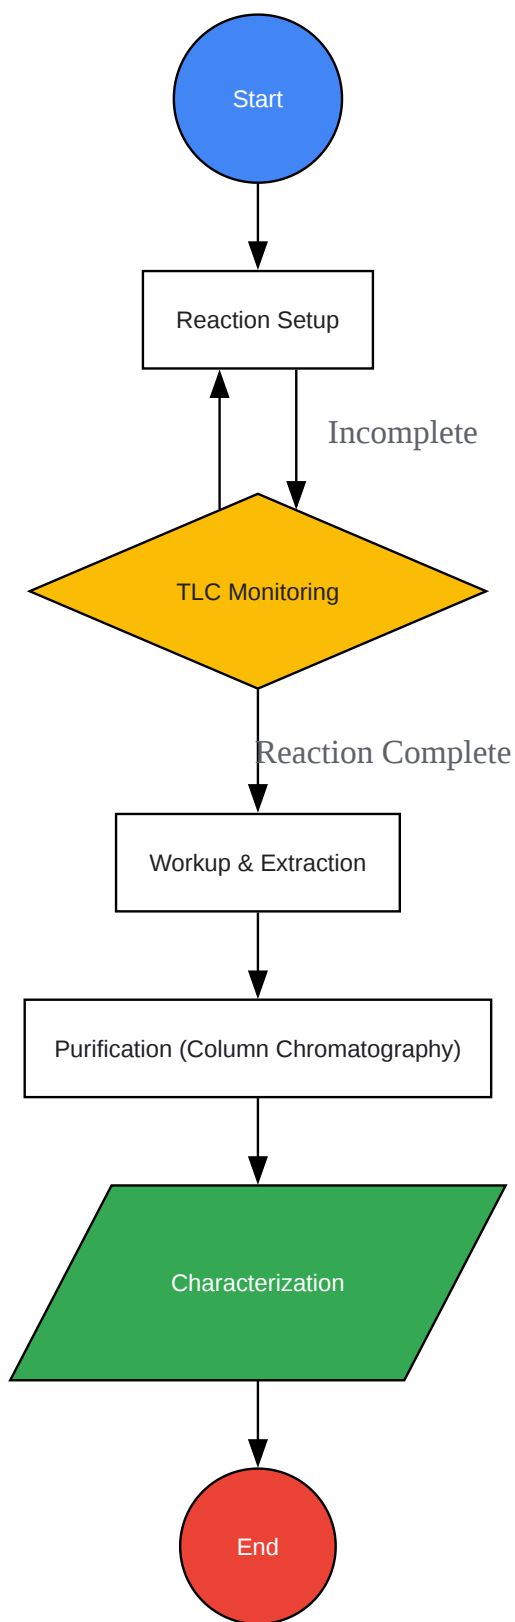 Start
Reaction Setup
Incomplete
TLC Monitoring
Reaction Complete
Workup & Extraction
Purification (Column Chromatography)
Characterization
End